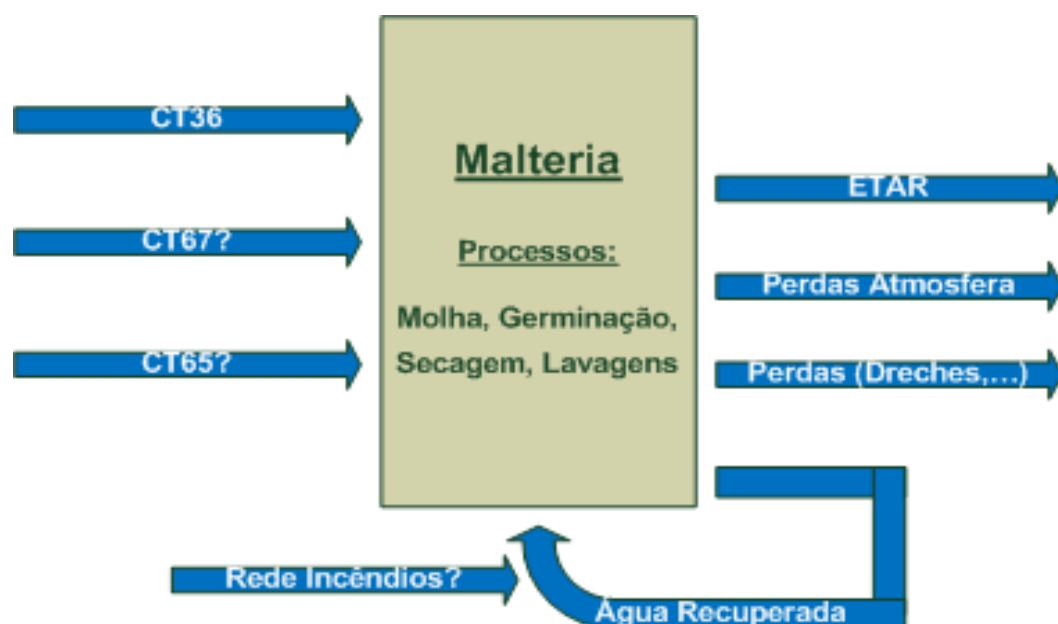 CT36
CT67?
CT65?
Malteria
Processos:
Molha, Germinação,
Secagem, Lavagens
ETAR
Perdas Atmosfera
Perdas (Dreches,...)
Rede Incêndios?
Água Recuperada